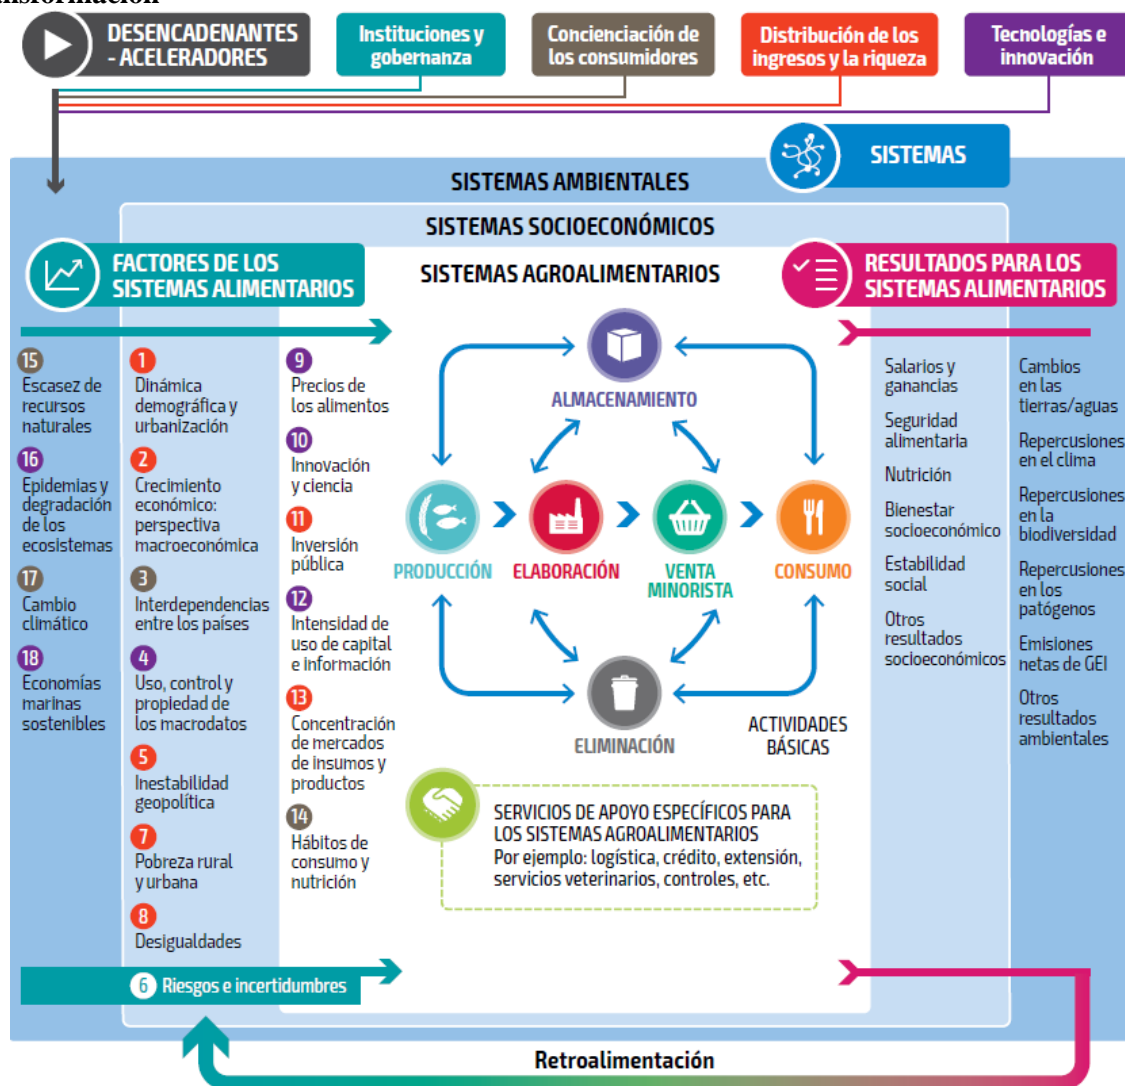 nsformación
DESENCADENANTES
- ACELERADORES
Instituciones y
gobernanza
Concienciación de
los consumidores
Distribución de los
ingresos y la riqueza
Tecnologías e
innovación
SISTEMAS
SISTEMAS AMBIENTALES
SISTEMAS SOCIOECONÓMICOS
SISTEMAS AGROALIMENTARIOS
FACTORES DE LOS
SISTEMAS ALIMENTARIOS
RESULTADOS PARA LOS
SISTEMAS ALIMENTARIOS
15
Escasez de
recursos
naturales
16
Epidemias y
degradación
de los
ecosistemas
17
Cambio
climático
18
Economías
marinas
sostenibles
1
Dinámica
demográfica y
urbanización
2
Crecimiento
económico:
perspectiva
macroeconómica
3
Interdependencias
entre los países
4
Uso, control y
propiedad de
los macrodatos
5
Inestabilidad
geopolítica
7
Pobreza rural
y urbana
8
Desigualdades
6 Riesgos e incertidumbres
9
Precios de
los alimentos
10
Innovación
y ciencia
11
Inversión
pública
12
Intensidad de
uso de capital
e información
13
Concentración
de mercados
de insumos y
productos
14
Hábitos de
consumo y
nutrición
ALMACENAMIENTO
PRODUCCIÓN
ELABORACIÓN
VENTA
MINORISTA
CONSUMO
ELIMINACIÓN
ACTIVIDADES
BÁSICAS
SERVICIOS DE APOYO ESPECÍFICOS PARA
LOS SISTEMAS AGROALIMENTARIOS
Por ejemplo: logística, crédito, extensión,
servicios veterinarios, controles, etc.
Salarios y
ganancias
Seguridad
alimentaria
Nutrición
Bienestar
socioeconómico
Estabilidad
social
Otros
resultados
socioeconómicos
Cambios
en las
tierras/aguas
Repercusiones
en el clima
Repercusiones
en la
biodiversidad
Repercusiones
en los
patógenos
Emisiones
netas de GEI
Otros
resultados
ambientales
Retroalimentación